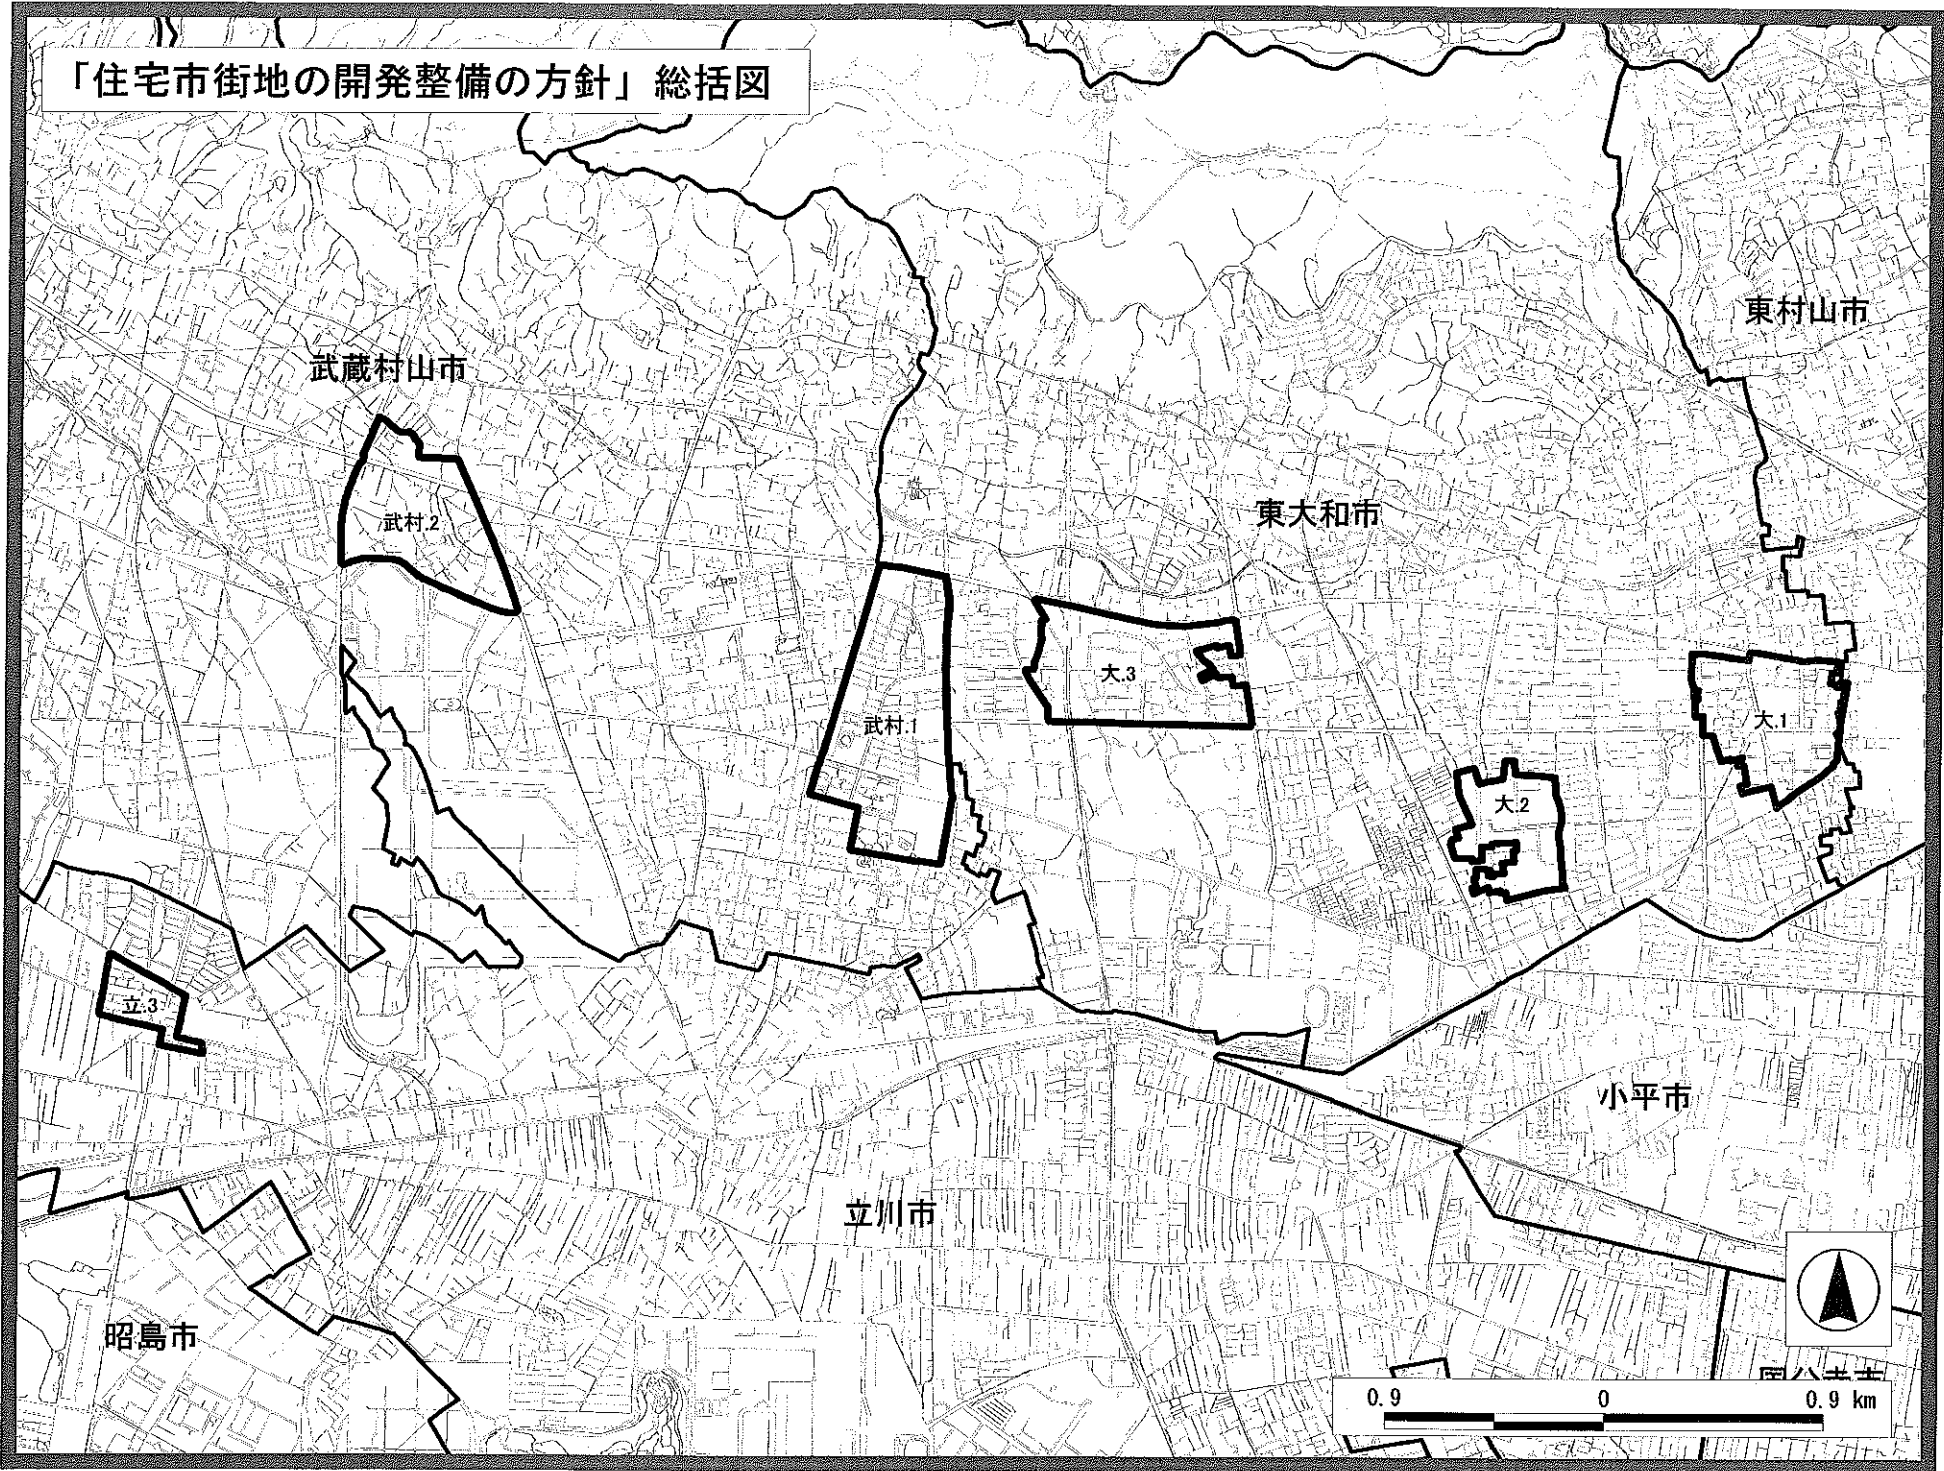 「住宅市街地の開発整備の方針」総括図
東村山市
武蔵村山市
東大和市
武村.2
大.3
武村.1
大.1
大.2
立.3
小平市
立川市
昭島市
0.9 0 0.9 km